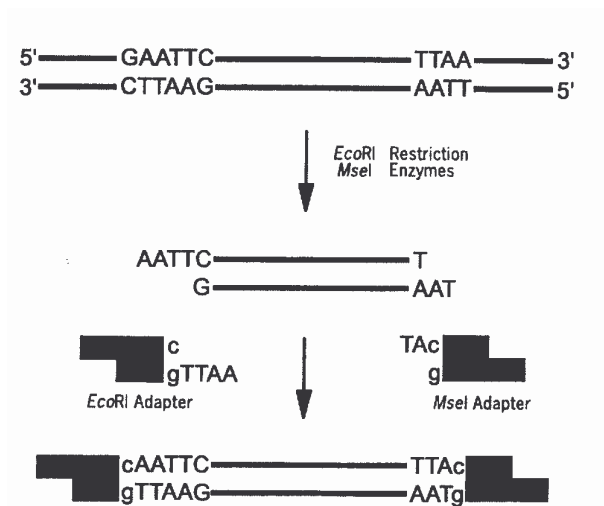 5' GAATTC TTAA 3'
3' CTTAAG AATT 5'
EcoRI Restriction
MseI Enzymes
AATTC T
G AAT
c TAc
gTTAA g
EcoRI Adapter MseI Adapter
cAATTC TTAc
gTTAAG AATg